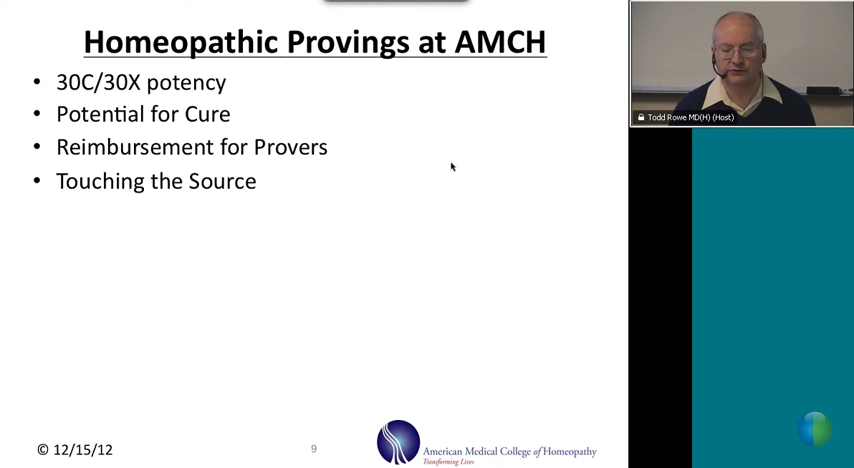 Homeopathic Provings at AMCH
• 30C/30X potency
• Potential for Cure
• Reimbursement for Provers
• Touching the Source
Todd Rowe MD(H) (Host)
© 12/15/12
9
American Medical College of Homeopathy
Transforming Lives